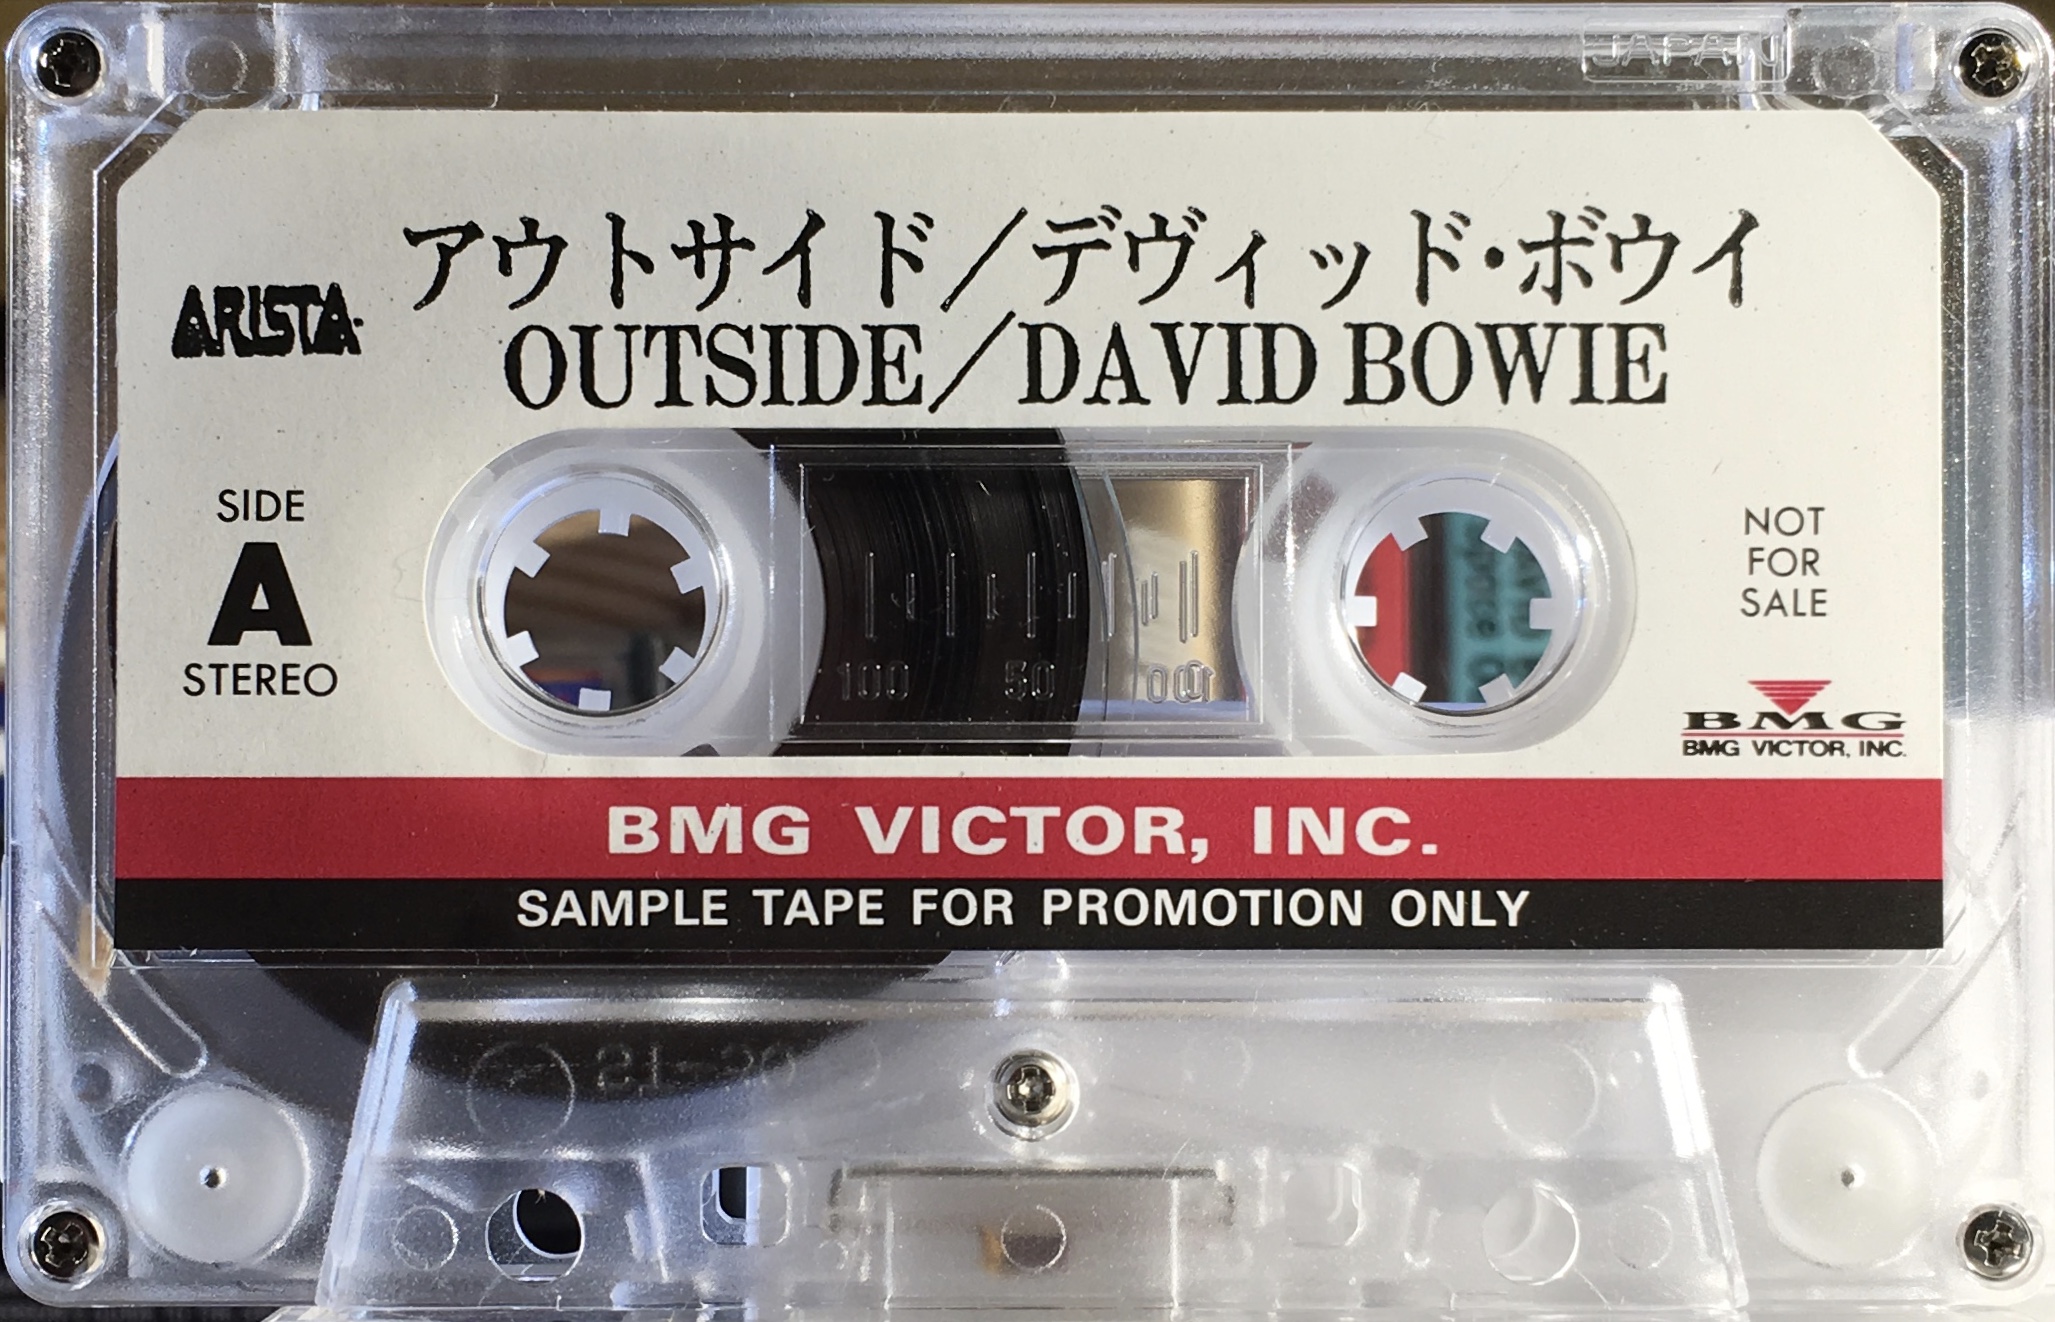 JAPAN
アウトサイド／デヴィッド・ボウイ
ARISTA
OUTSIDE／DAVID BOWIE
SIDE
A
STEREO
100 50 0
NOT
FOR
SALE
BMG
BMG VICTOR, INC.
BMG VICTOR, INC.
SAMPLE TAPE FOR PROMOTION ONLY